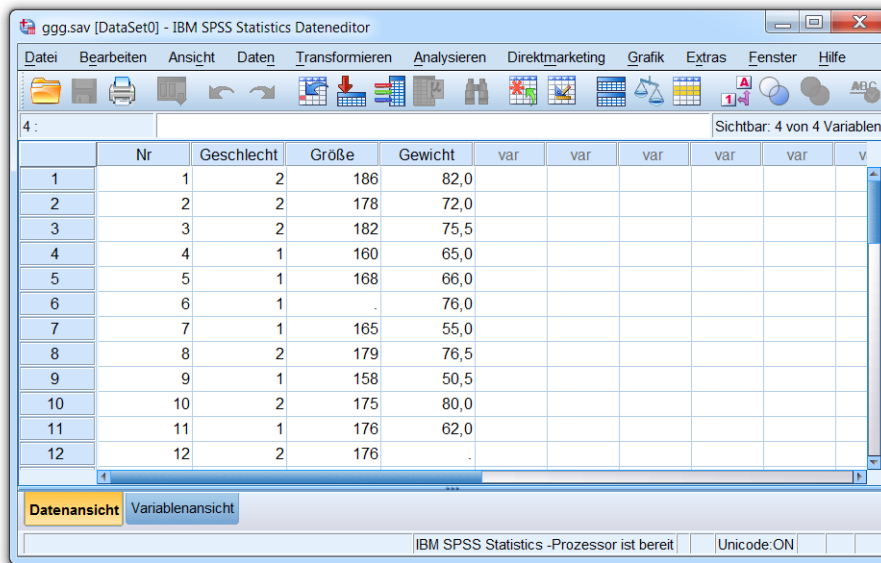 ggg.sav [DataSet0] - IBM SPSS Statistics Dateneditor
Datei Bearbeiten Ansicht Daten Transformieren Analysieren Direktmarketing Grafik Extras Fenster Hilfe
4 : Sichtbar: 4 von 4 Variablen
Nr Geschlecht Größe Gewicht var var var var var
1 1 2 186 82,0
2 2 2 178 72,0
3 3 2 182 75,5
4 4 1 160 65,0
5 5 1 168 66,0
6 6 1 . 76,0
7 7 1 165 55,0
8 8 2 179 76,5
9 9 1 158 50,5
10 10 2 175 80,0
11 11 1 176 62,0
12 12 2 176 .
Datenansicht Variablenansicht
IBM SPSS Statistics -Prozessor ist bereit Unicode:ON